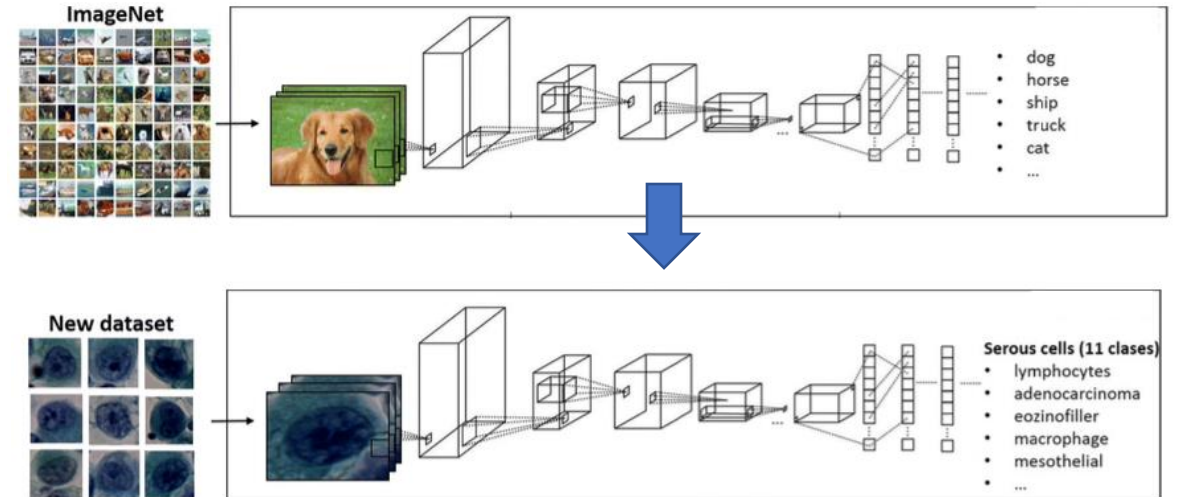 ImageNet
• dog
• horse
• ship
• truck
• cat
• ...
...
New dataset
Serous cells (11 clases)
• lymphocytes
• adenocarcinoma
• eozinofiller
• macrophage
• mesothelial
• ...
...